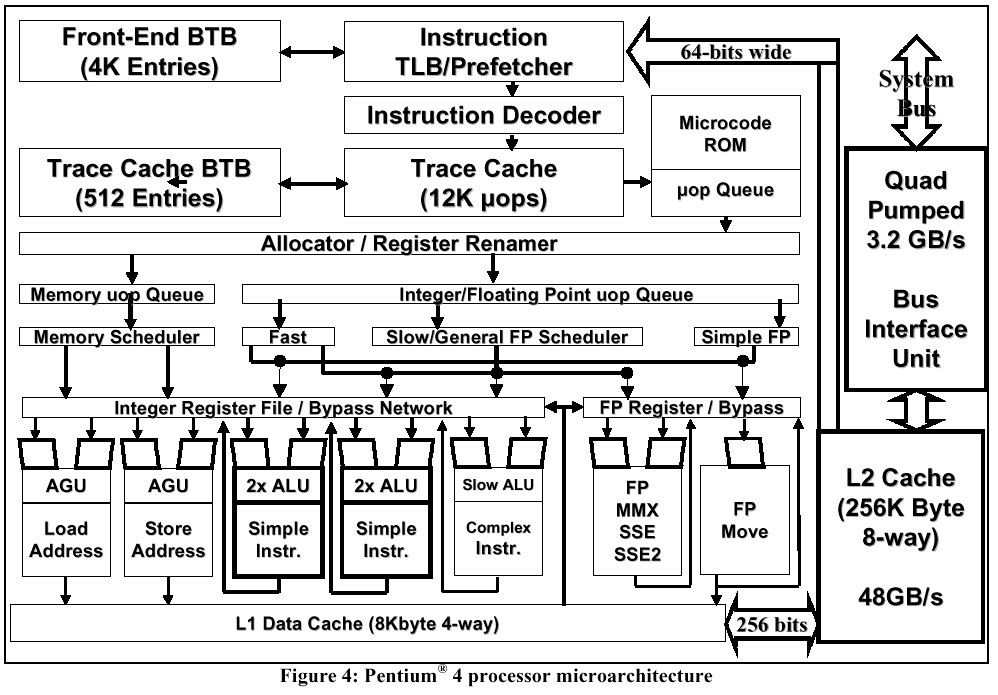 Front-End BTB
(4K Entries)
Instruction
TLB/Prefetcher
64-bits wide
System
Bus
Instruction Decoder
Microcode
ROM
Trace Cache BTB
(512 Entries)
Trace Cache
(12K µops)
µop Queue
Quad
Pumped
3.2 GB/s
Bus
Interface
Unit
Allocator / Register Renamer
Memory uop Queue
Integer/Floating Point uop Queue
Memory Scheduler
Fast
Slow/General FP Scheduler
Simple FP
Integer Register File / Bypass Network
FP Register / Bypass
AGU
Load
Address
AGU
Store
Address
2x ALU
Simple
Instr.
2x ALU
Simple
Instr.
Slow ALU
Complex
Instr.
FP
MMX
SSE
SSE2
FP
Move
L2 Cache
(256K Byte
8-way)
48GB/s
L1 Data Cache (8Kbyte 4-way)
256 bits
Figure 4: Pentium® 4 processor microarchitecture